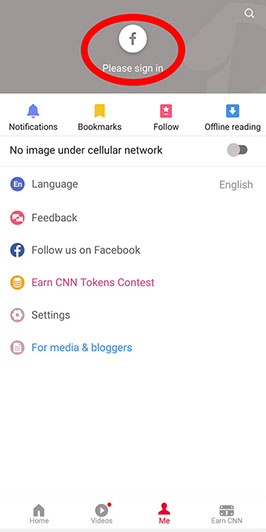 f
Please sign in
Notifications Bookmarks Follow Offline reading
No image under cellular network
En Language English
Feedback
f Follow us on Facebook
Earn CNN Tokens Contest
Settings
For media & bloggers
Home Videos Me Earn CNN